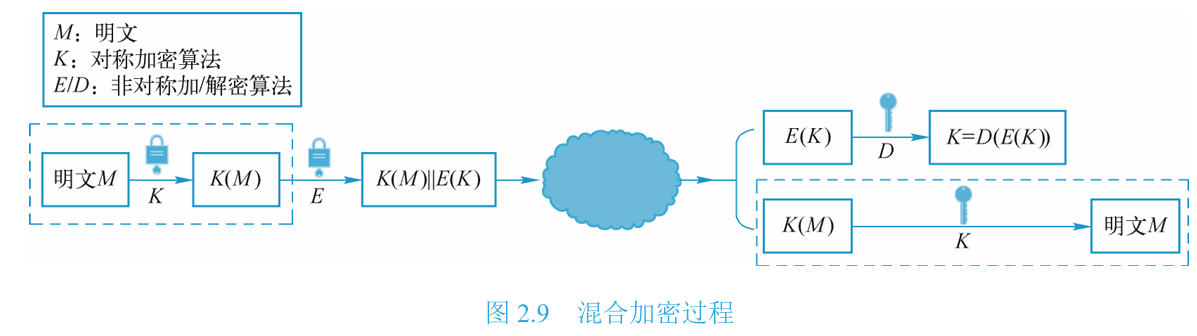 M：明文
K：对称加密算法
E/D：非对称加/解密算法
明文M
K
K(M)
E
K(M)||E(K)
E(K)
D
K=D(E(K))
K(M)
K
明文M
图 2.9 混合加密过程